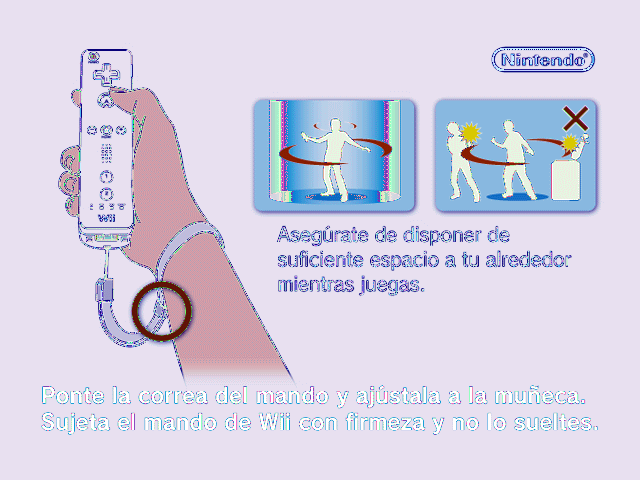 Nintendo®
Wii
Asegúrate de disponer de
suficiente espacio a tu alrededor
mientras juegas.
Ponte la correa del mando y ajústala a la muñeca.
Sujeta el mando de Wii con firmeza y no lo sueltes.